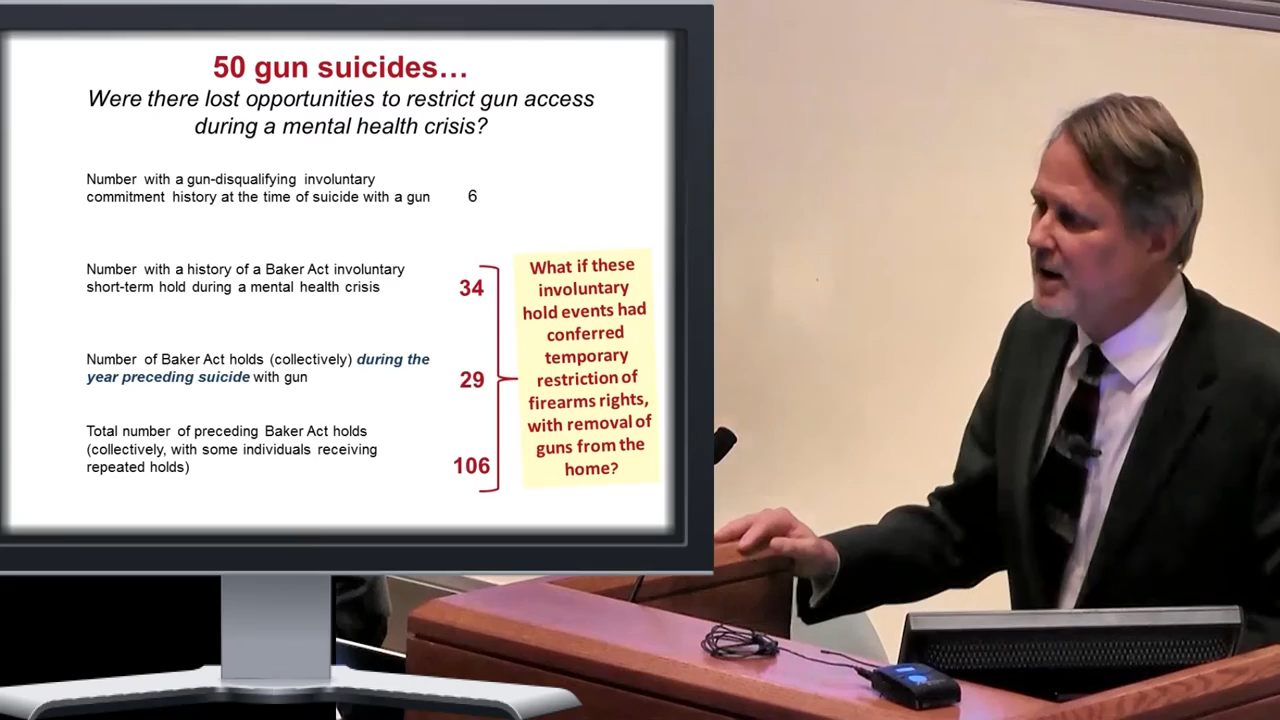 50 gun suicides…
Were there lost opportunities to restrict gun access
during a mental health crisis?
Number with a gun-disqualifying involuntary
commitment history at the time of suicide with a gun
6
Number with a history of a Baker Act involuntary
short-term hold during a mental health crisis
34
Number of Baker Act holds (collectively) during the
year preceding suicide with gun
29
Total number of preceding Baker Act holds
(collectively, with some individuals receiving
repeated holds)
106
What if these
involuntary
hold events had
conferred
temporary
restriction of
firearms rights,
with removal of
guns from the
home?